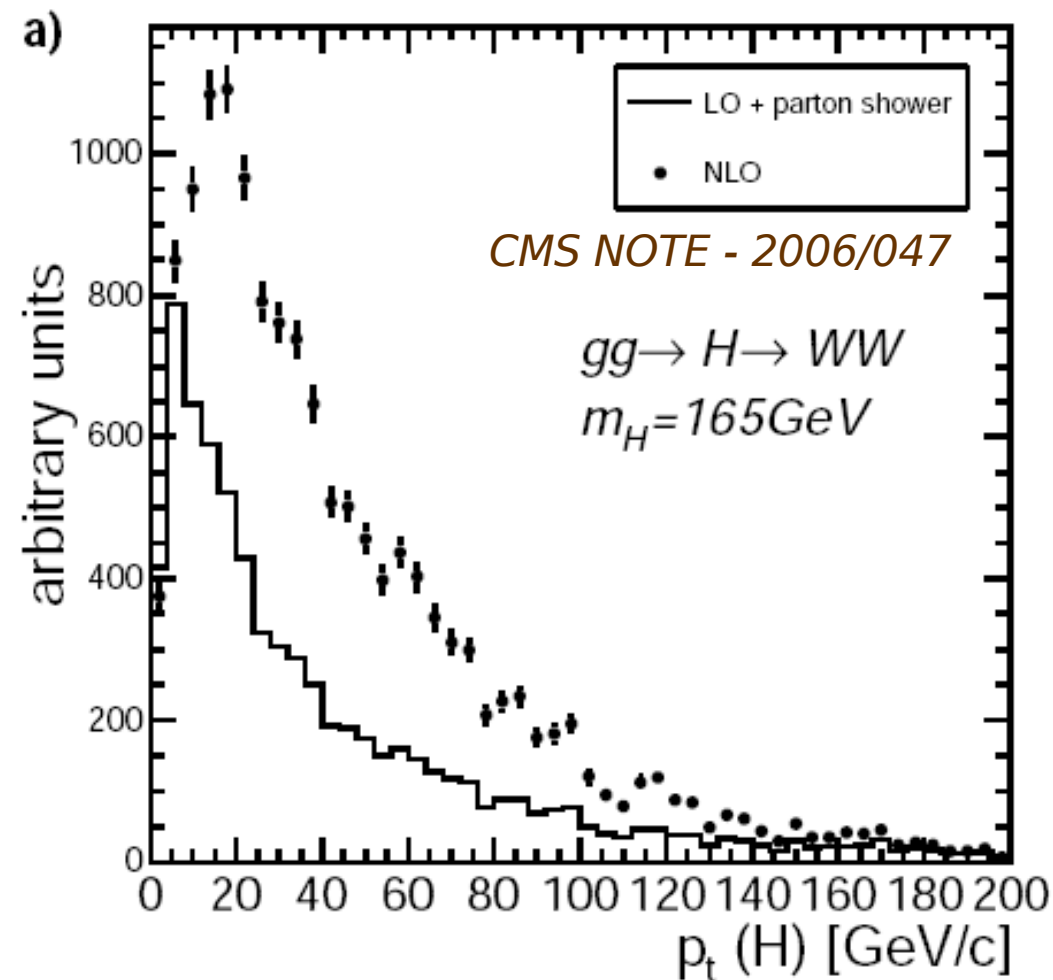 a)
LO + parton shower
NLO
CMS NOTE - 2006/047
gg→ H→ WW
m_H=165GeV
arbitrary units
1000
800
600
400
200
0
0 20 40 60 80 100 120 140 160 180 200
p_t (H) [GeV/c]